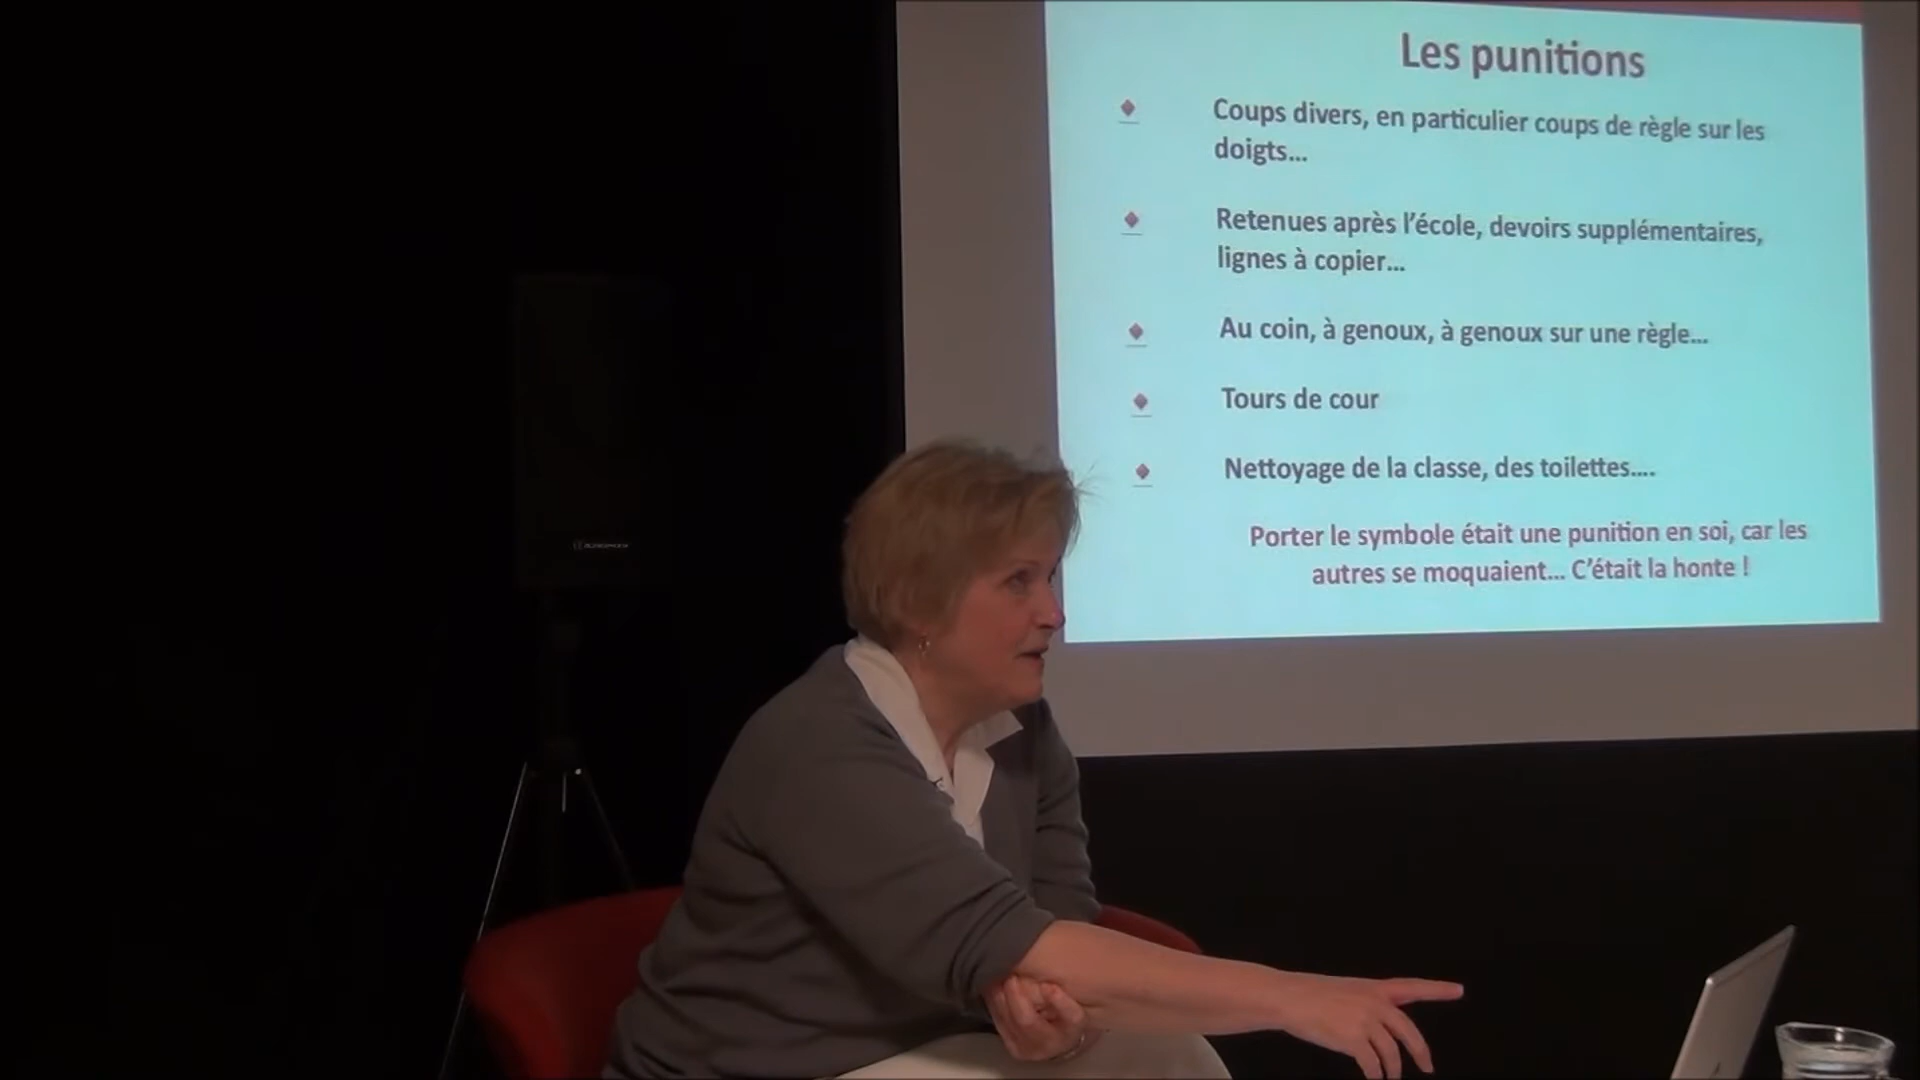 Les punitions
Coups divers, en particulier coups de règle sur les
doigts...
Retenues après l'école, devoirs supplémentaires,
lignes à copier...
Au coin, à genoux, à genoux sur une règle...
Tours de cour
Nettoyage de la classe, des toilettes....
Porter le symbole était une punition en soi, car les
autres se moquaient... C'était la honte !